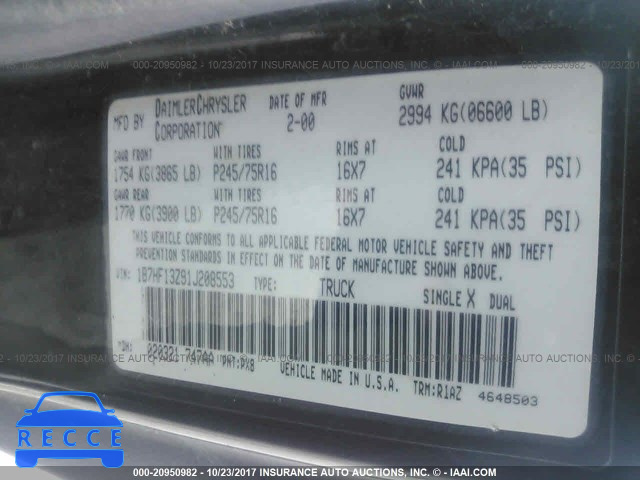 000-20950982 - 10/23/2017 - INSURANCE AUTO AUCTIONS, INC. - © - IAAI.COM
MFD BY
DAIMLERCHRYSLER
CORPORATION
DATE OF MFR
2-00
GVWR
2994 KG(06600 LB)
GAWR FRONT
WITH TIRES
RIMS AT
COLD
1754 KG(3865 LB)
P245/75R16
16X7
241 KPA(35 PSI)
GAWR REAR
WITH TIRES
RIMS AT
COLD
1770 KG(3900 LB)
P245/75R16
16X7
241 KPA(35 PSI)
THIS VEHICLE CONFORMS TO ALL APPLICABLE FEDERAL MOTOR VEHICLE SAFETY AND THEFT
PREVENTION STANDARDS IN EFFECT ON THE DATE OF MANUFACTURE SHOWN ABOVE.
VIN:
1B7HF13Z91J208553
TYPE:
TRUCK
SINGLE X DUAL
MDH:
PNT:PX8
VEHICLE MADE IN U.S.A.
TRM:R1AZ
4648503
RECCE
000-20950982 - 10/23/2017 - INSURANCE AUTO AUCTIONS, INC. - © - IAAI.COM